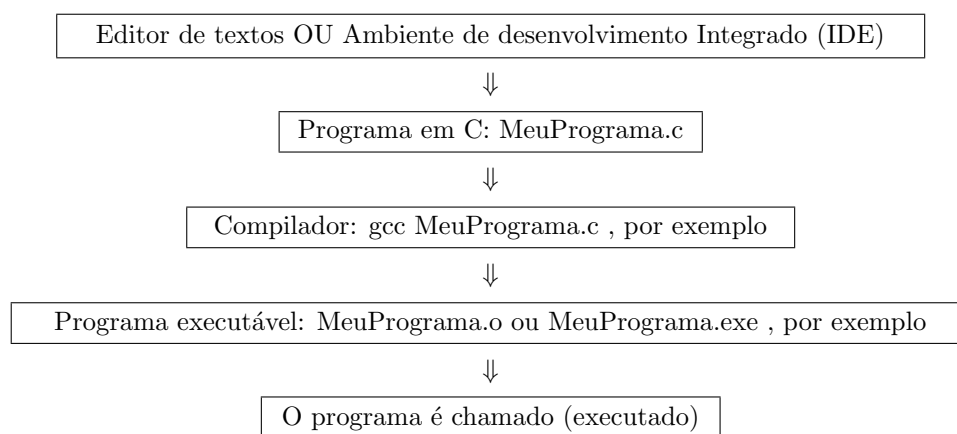 Editor de textos OU Ambiente de desenvolvimento Integrado (IDE)
⇓
Programa em C: MeuPrograma.c
⇓
Compilador: gcc MeuPrograma.c , por exemplo
⇓
Programa executável: MeuPrograma.o ou MeuPrograma.exe , por exemplo
⇓
O programa é chamado (executado)